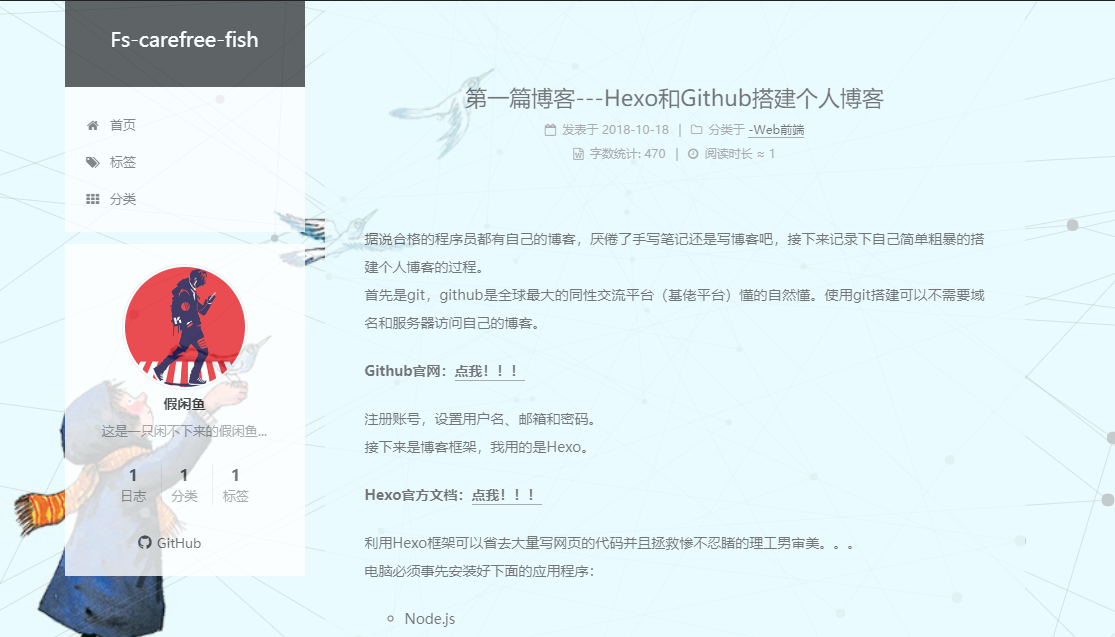 Fs-carefree-fish
首页
标签
分类
假闲鱼
这是一只闲不下来的假闲鱼...
1 1 1
日志 分类 标签
GitHub
第一篇博客---Hexo和Github搭建个人博客
发表于 2018-10-18 | 分类于 -Web前端
字数统计: 470 | 阅读时长 ≈ 1
据说合格的程序员都有自己的博客，厌倦了手写笔记还是写博客吧，接下来记录下自己简单粗暴的搭
建个人博客的过程。
首先是git，github是全球最大的同性交流平台（基佬平台）懂的自然懂。使用git搭建可以不需要域
名和服务器访问自己的博客。
Github官网：点我！！！
注册账号，设置用户名、邮箱和密码。
接下来是博客框架，我用的是Hexo。
Hexo官方文档：点我！！！
利用Hexo框架可以省去大量写网页的代码并且拯救惨不忍睹的理工男审美。。。
电脑必须事先安装好下面的应用程序：
Node.js